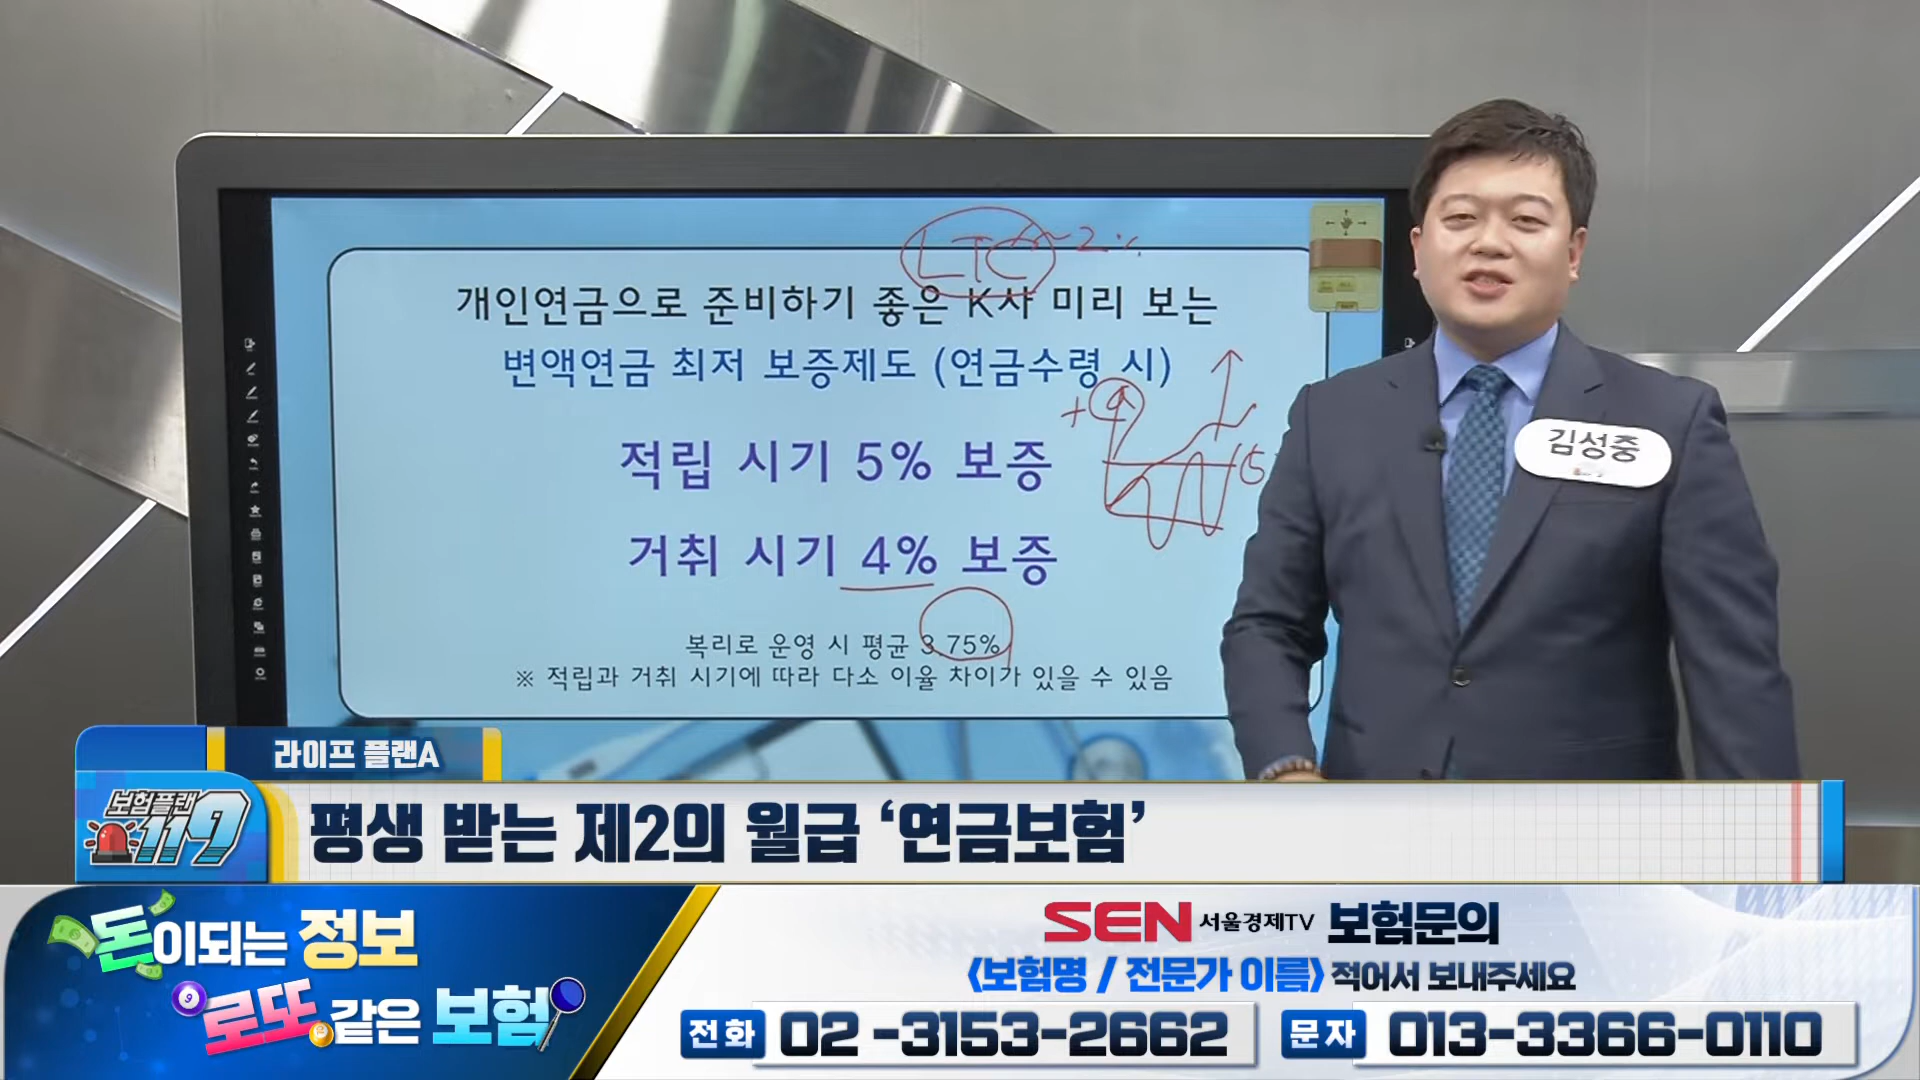 LTC ~2%
개인연금으로 준비하기 좋은 K사 미리 보는
변액연금 최저 보증제도 (연금수령 시)
적립 시기 5% 보증
거취 시기 4% 보증
복리로 운영 시 평균 3.75%
※ 적립과 거취 시기에 따라 다소 이율 차이가 있을 수 있음
김성중
라이프 플랜A
보험플랜
119
평생 받는 제2의 월급 ‘연금보험’
돈이되는 정보
로또 같은 보험
SEN 서울경제TV 보험문의
<보험명 / 전문가 이름> 적어서 보내주세요
전화 02 -3153-2662
문자 013-3366-0110